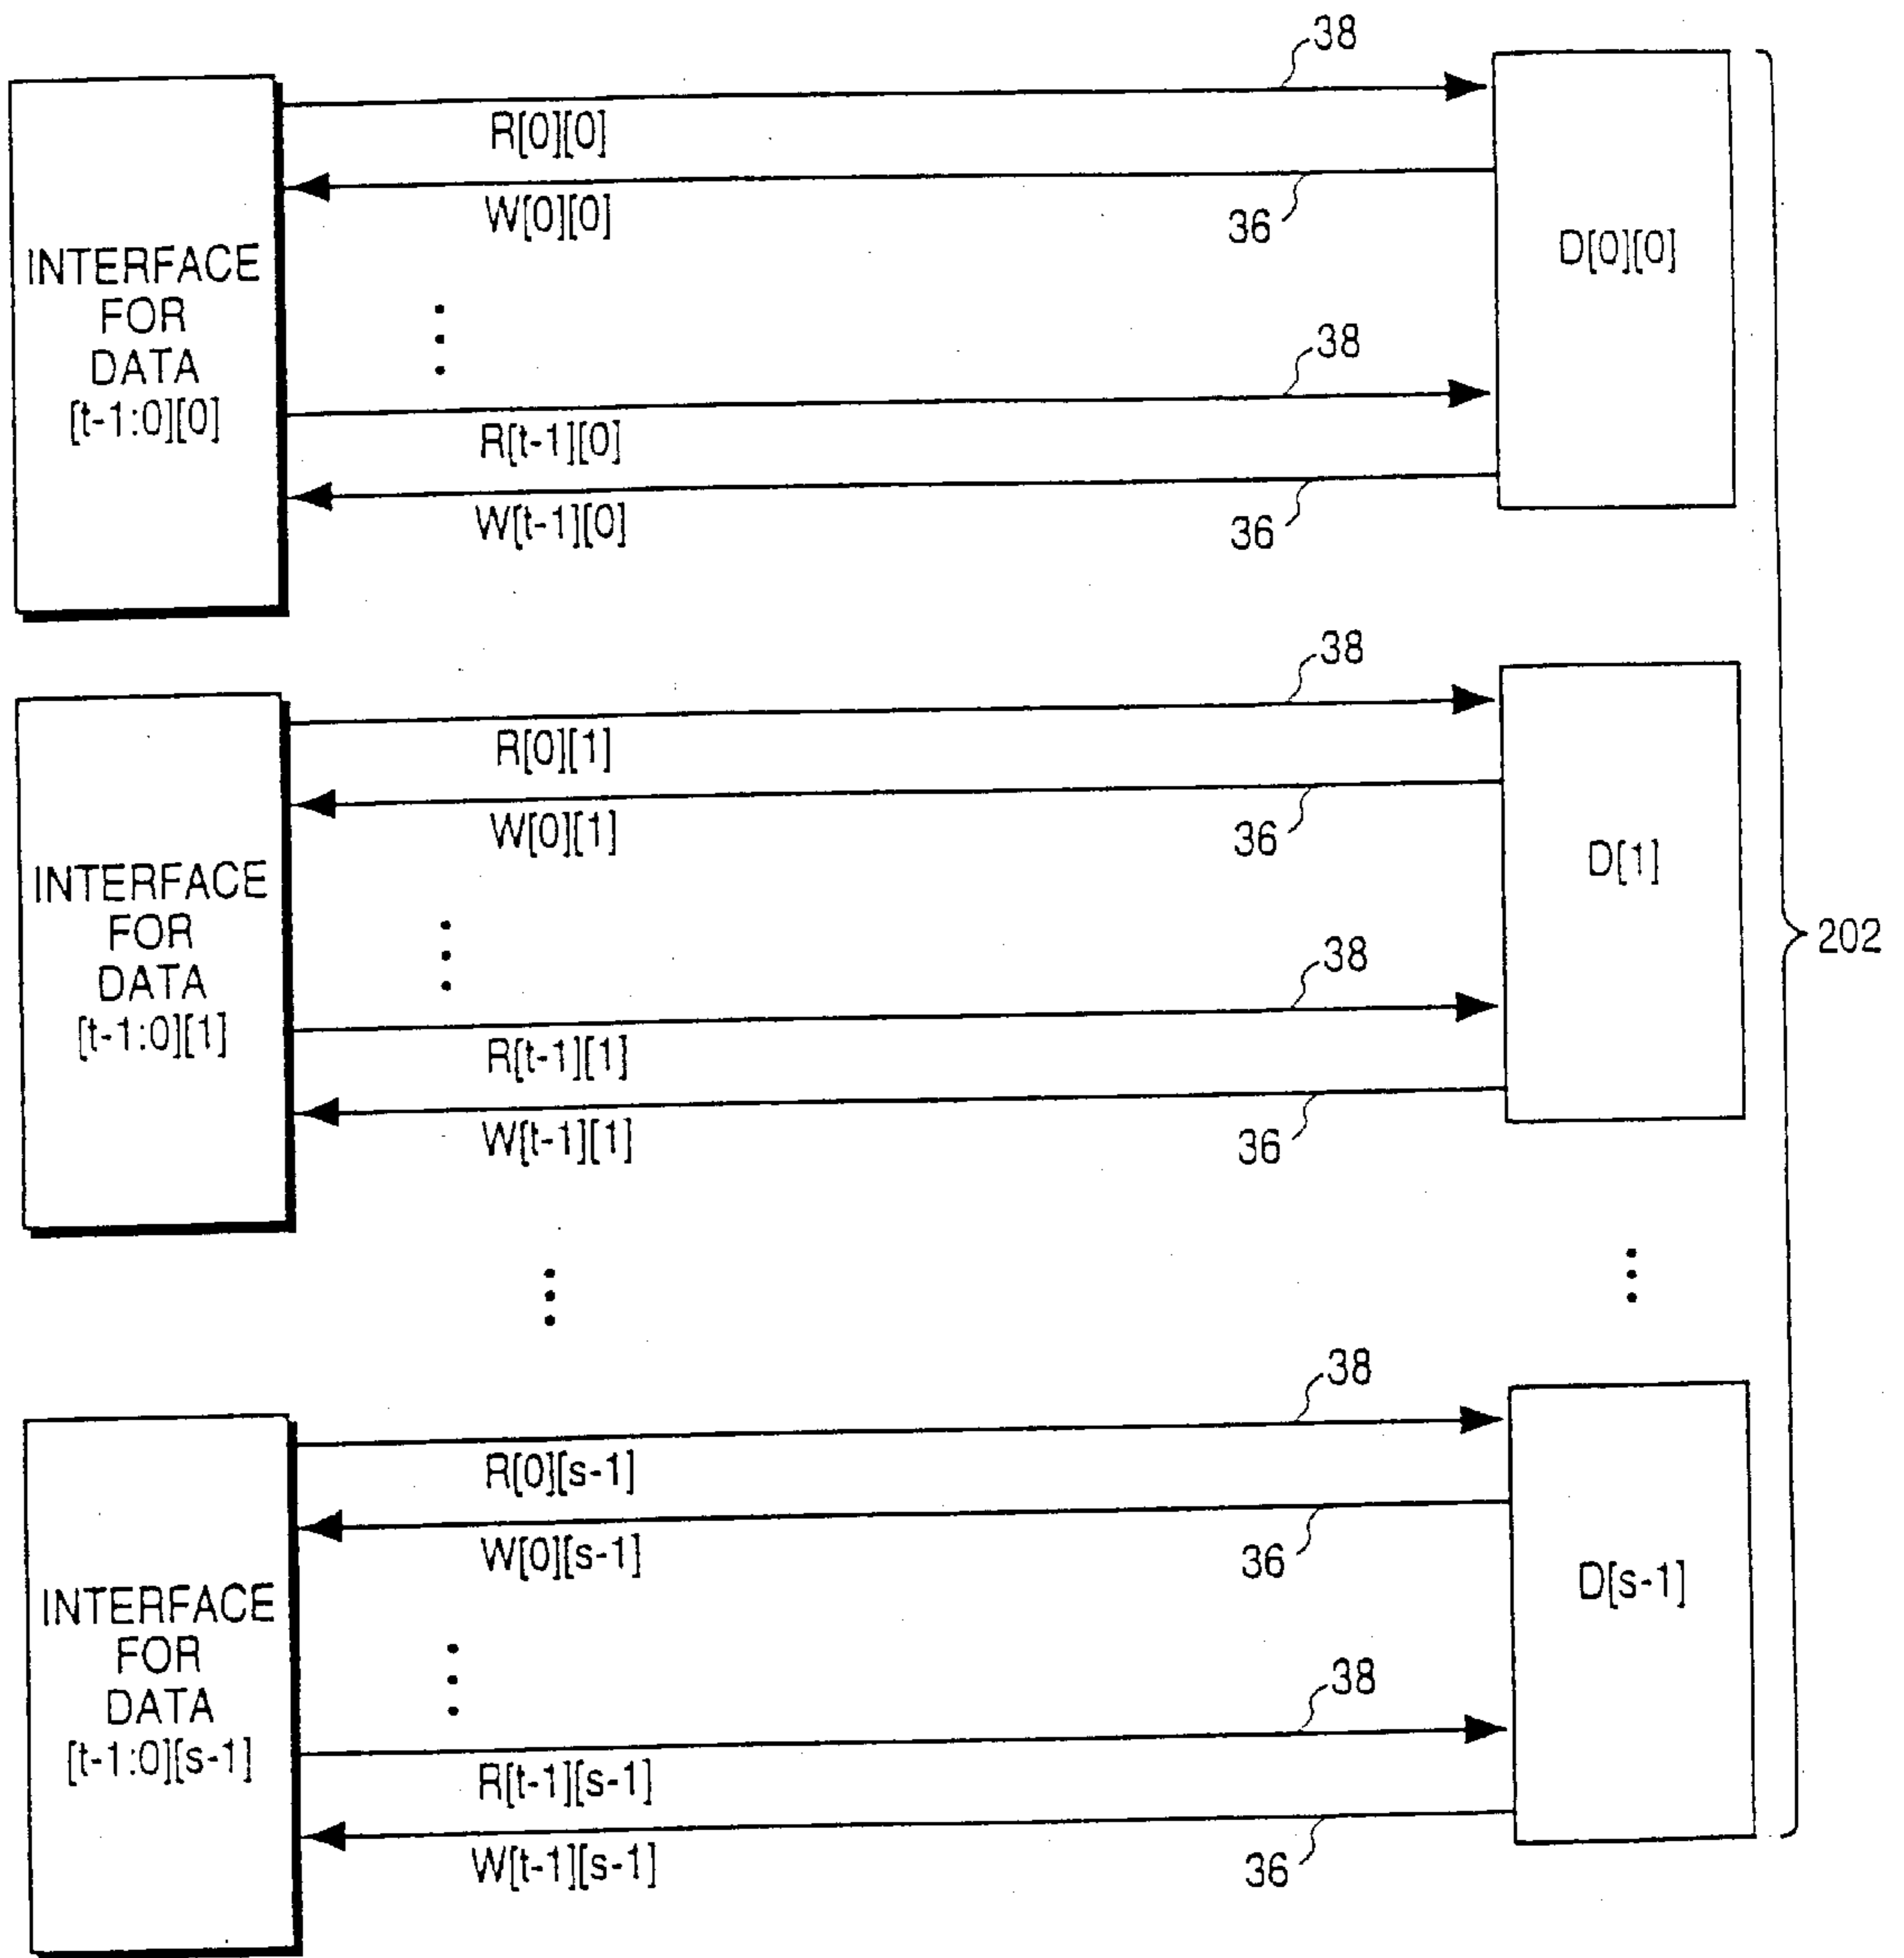 38
R[0][0]
W[0][0]
36
INTERFACE
FOR
DATA
[t-1:0][0]
D[0][0]
38
R[t-1][0]
W[t-1][0]
36
38
R[0][1]
W[0][1]
36
INTERFACE
FOR
DATA
[t-1:0][1]
D[1]
202
38
R[t-1][1]
W[t-1][1]
36
38
R[0][s-1]
W[0][s-1]
36
INTERFACE
FOR
DATA
[t-1:0][s-1]
D[s-1]
38
R[t-1][s-1]
W[t-1][s-1]
36